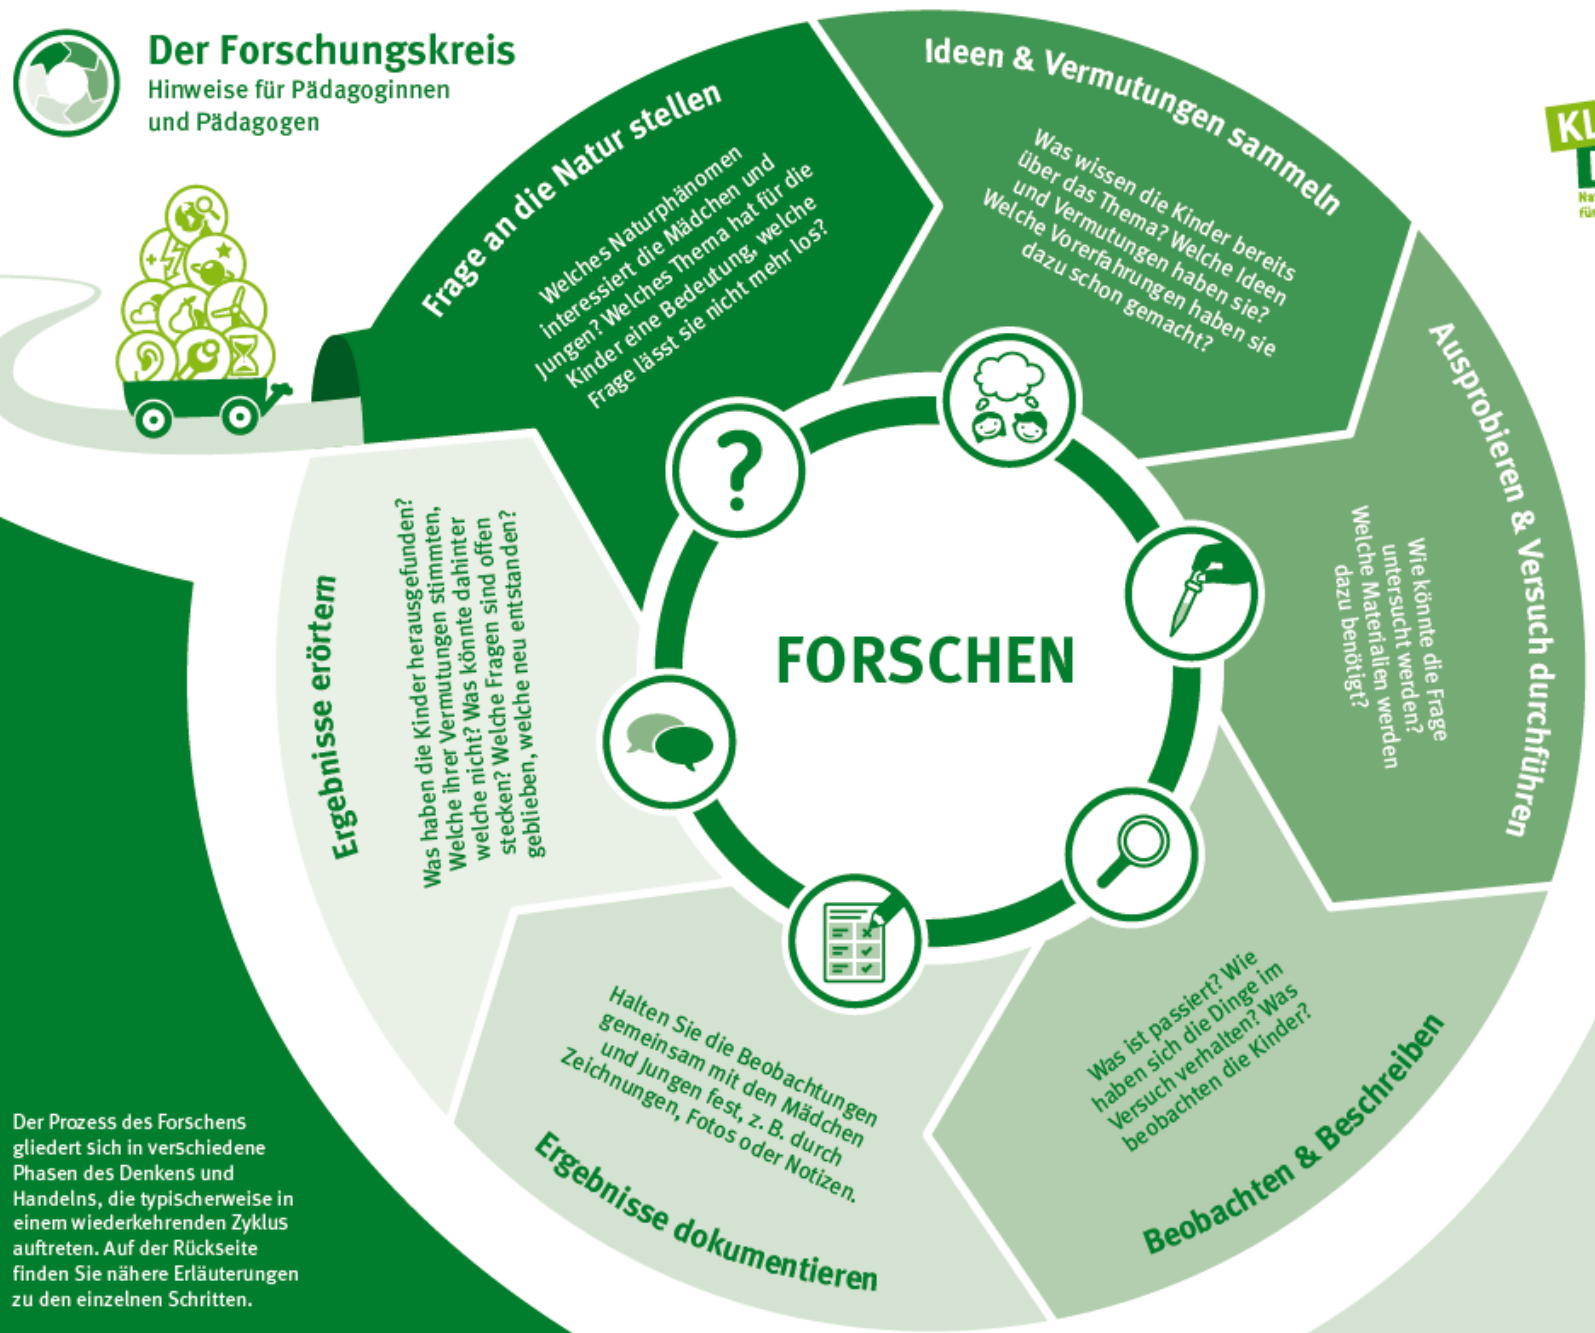 Der Forschungskreis
Hinweise für Pädagoginnen
und Pädagogen
Frage an die Natur stellen
Welches Naturphänomen
interessiert die Mädchen und
Jungen? Welches Thema hat für die
Kinder eine Bedeutung, welche
Frage lässt sie nicht mehr los?
Ideen & Vermutungen sammeln
Was wissen die Kinder bereits
über das Thema? Welche Ideen
und Vermutungen haben sie?
Welche Vorerfahrungen haben sie
dazu schon gemacht?
Ausprobieren & Versuch durchführen
Wie könnte die Frage
untersucht werden?
Welche Materialien werden
dazu benötigt?
Beobachten & Beschreiben
Was ist passiert? Wie
haben sich die Dinge im
Versuch verhalten? Was
beobachten die Kinder?
Ergebnisse dokumentieren
Halten Sie die Beobachtungen
gemeinsam mit den Mädchen
und Jungen fest, z. B. durch
Zeichnungen, Fotos oder Notizen.
Ergebnisse erörtern
Was haben die Kinder herausgefunden?
Welche ihrer Vermutungen stimmten,
welche nicht? Was könnte dahinter
stecken? Welche Fragen sind offen
geblieben, welche neu entstanden?
FORSCHEN
Der Prozess des Forschens
gliedert sich in verschiedene
Phasen des Denkens und
Handelns, die typischerweise in
einem wiederkehrenden Zyklus
auftreten. Auf der Rückseite
finden Sie nähere Erläuterungen
zu den einzelnen Schritten.